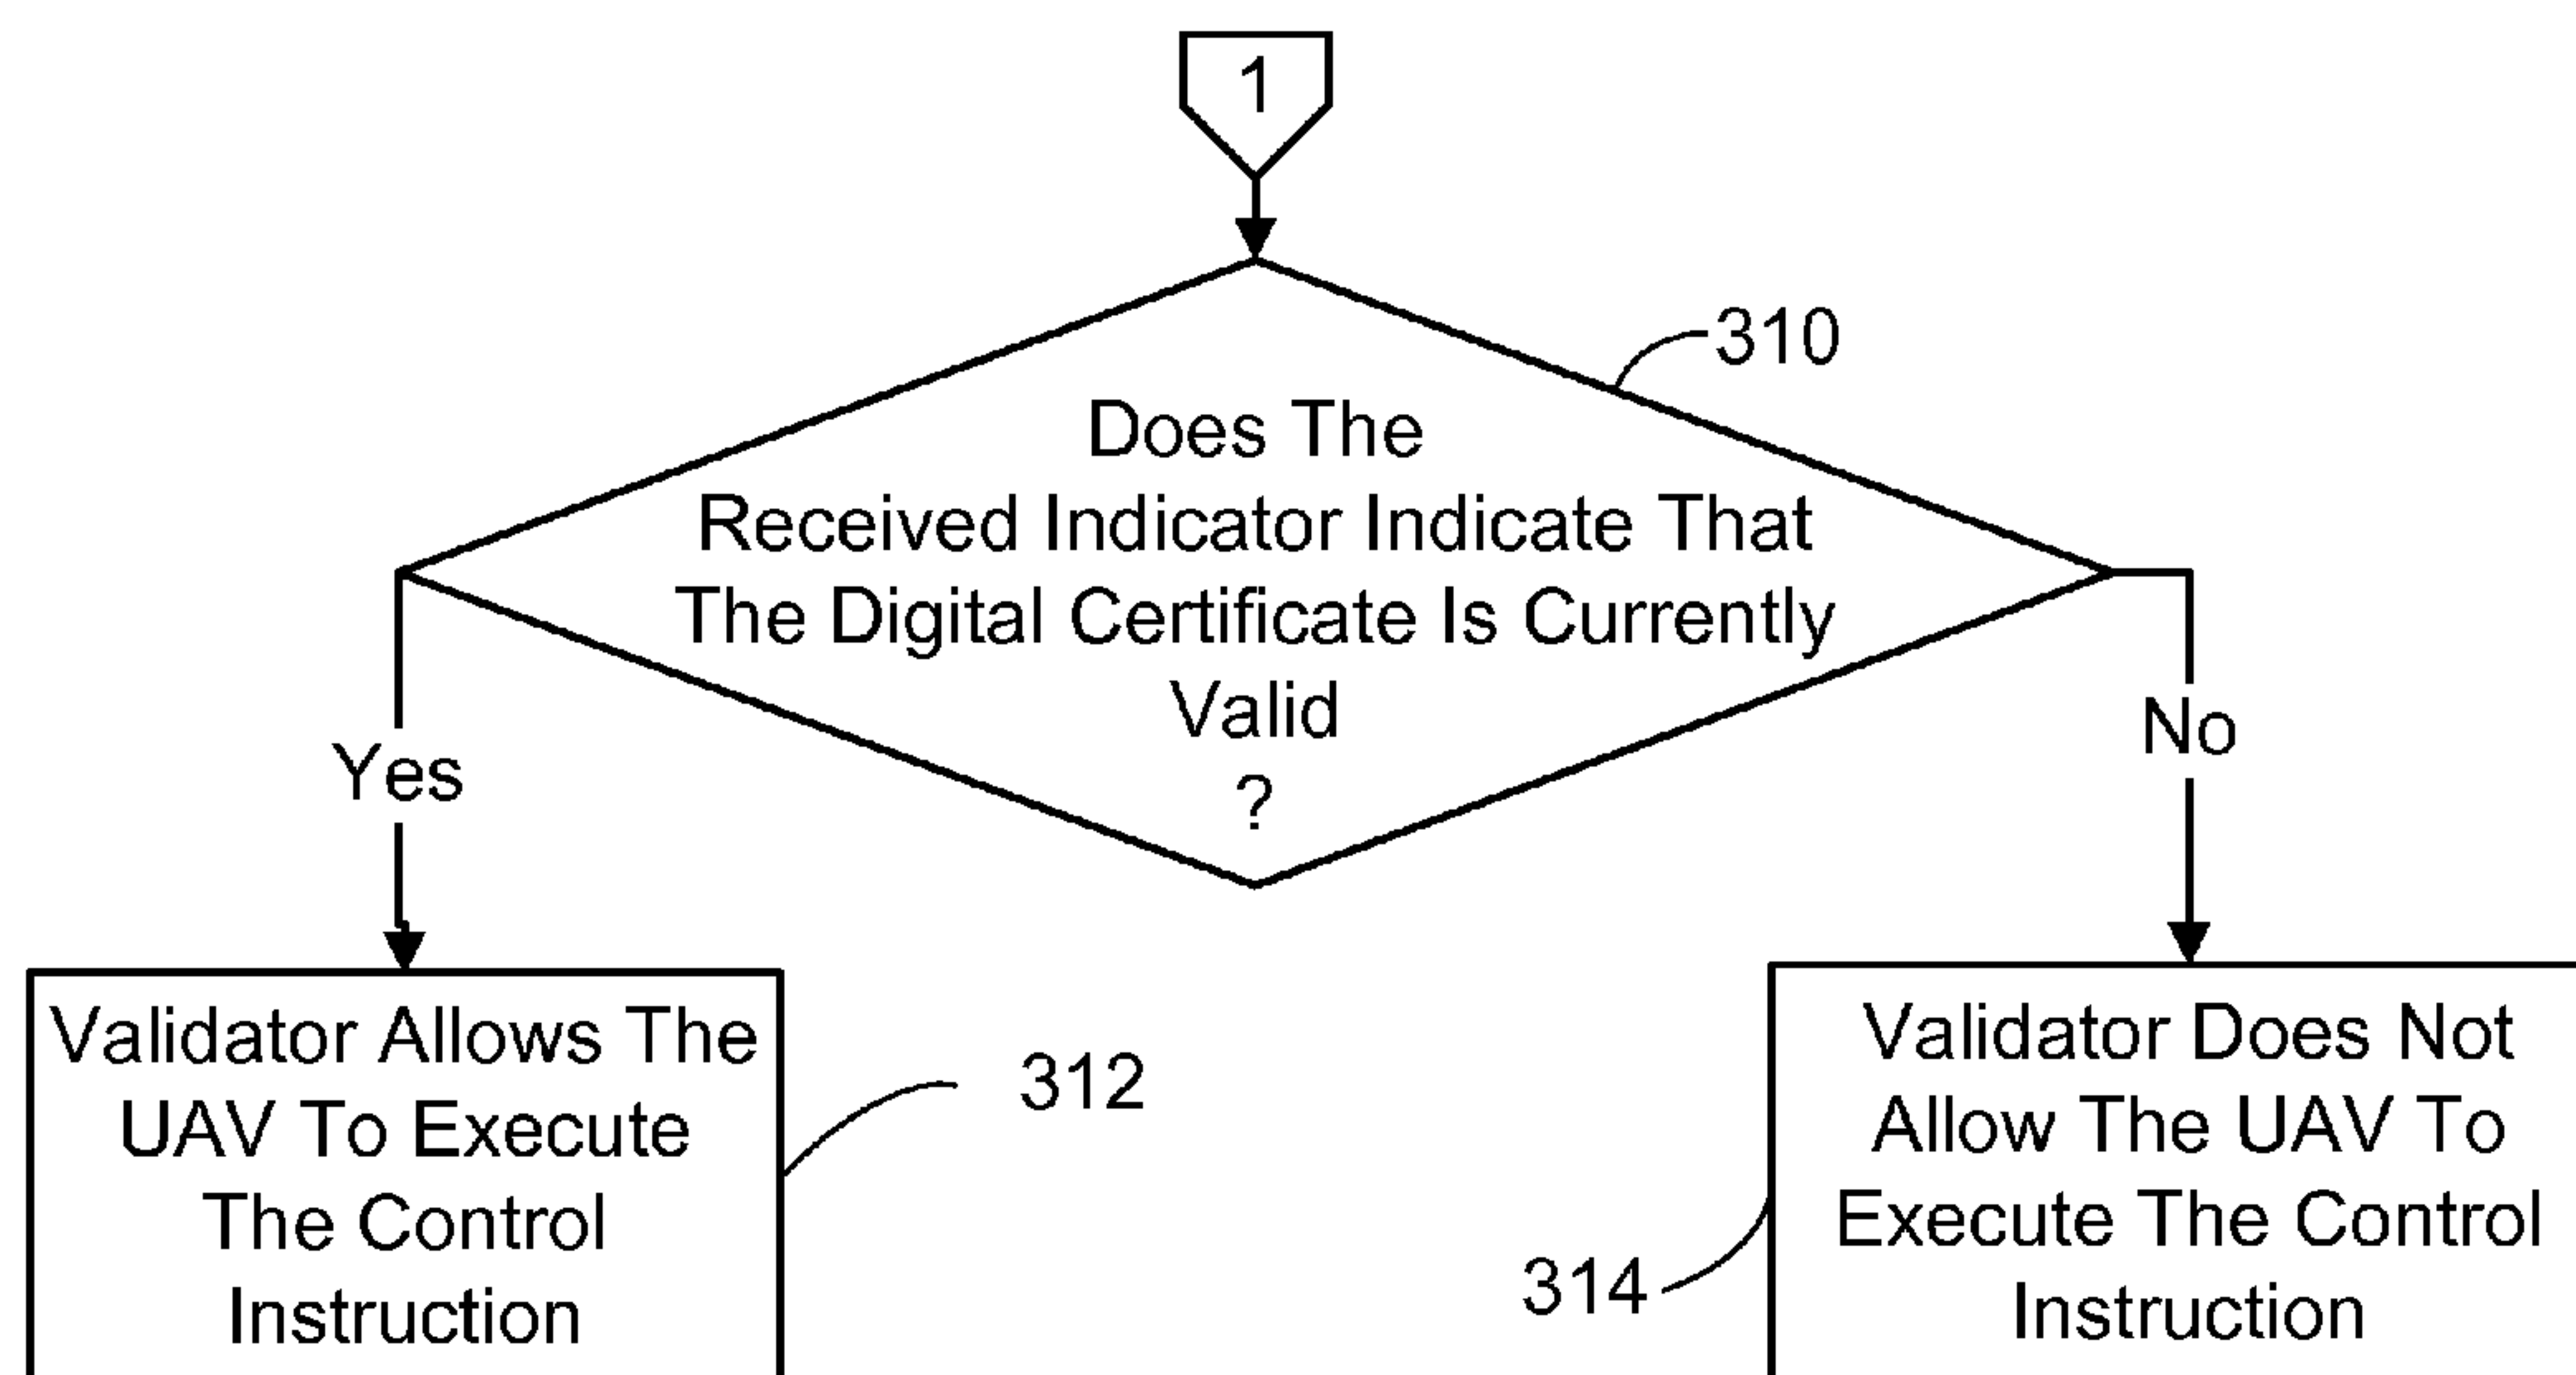 1
310
Does The
Received Indicator Indicate That
The Digital Certificate Is Currently
Valid
?
Yes
No
Validator Allows The
UAV To Execute
The Control
Instruction
312
Validator Does Not
Allow The UAV To
Execute The Control
Instruction
314